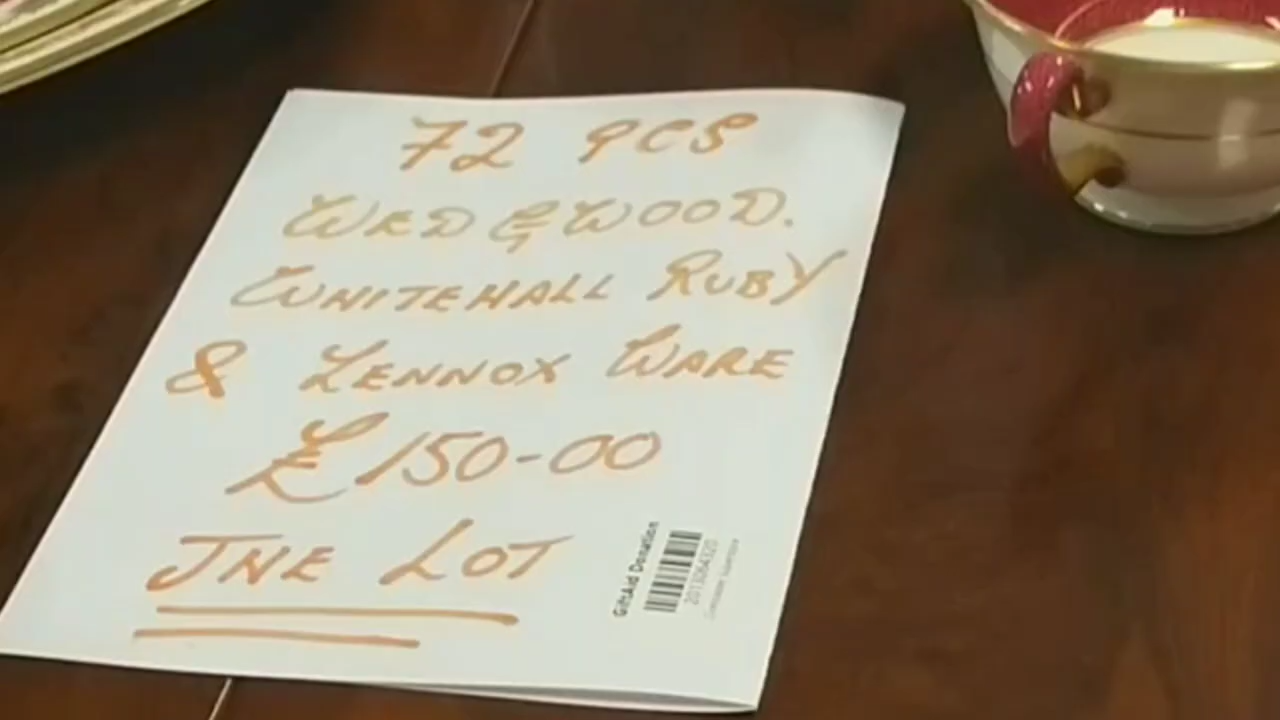 72 PCS
WEDGWOOD.
WHITEHALL RUBY
& LENNOX WARE
£150-00
THE LOT
GiftAid Donation